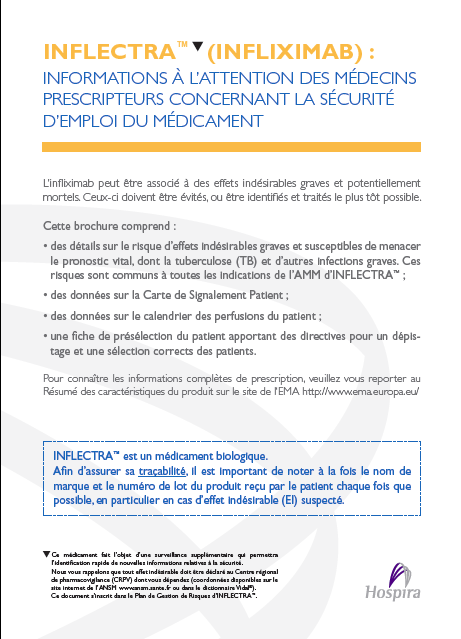 INFLECTRA™ ▼ (INFLIXIMAB) :
INFORMATIONS À L'ATTENTION DES MÉDECINS
PRESCRIPTEURS CONCERNANT LA SÉCURITÉ
D'EMPLOI DU MÉDICAMENT
L'infliximab peut être associé à des effets indésirables graves et potentiellement
mortels. Ceux-ci doivent être évités, ou être identifiés et traités le plus tôt possible.
Cette brochure comprend :
• des détails sur le risque d'effets indésirables graves et susceptibles de menacer
le pronostic vital, dont la tuberculose (TB) et d'autres infections graves. Ces
risques sont communs à toutes les indications de l'AMM d'INFLECTRA™ ;
• des données sur la Carte de Signalement Patient ;
• des données sur le calendrier des perfusions du patient ;
• une fiche de présélection du patient apportant des directives pour un dépis-
tage et une sélection corrects des patients.
Pour connaître les informations complètes de prescription, veuillez vous reporter au
Résumé des caractéristiques du produit sur le site de l'EMA http://www.ema.europa.eu/
INFLECTRA™ est un médicament biologique.
Afin d'assurer sa traçabilité, il est important de noter à la fois le nom de
marque et le numéro de lot du produit reçu par le patient chaque fois que
possible, en particulier en cas d'effet indésirable (EI) suspecté.
▼ Ce médicament fait l'objet d'une surveillance supplémentaire qui permettra
l'identification rapide de nouvelles informations relatives à la sécurité.
Nous vous rappelons que tout effet indésirable doit être déclaré au Centre régional
de pharmacovigilance (CRPV) dont vous dépendez (coordonnées disponibles sur le
site internet de l'ANSM www.ansm.sante.fr ou dans le dictionnaire Vidal®).
Ce document s'inscrit dans le Plan de Gestion de Risques d'INFLECTRA™.
Hospira